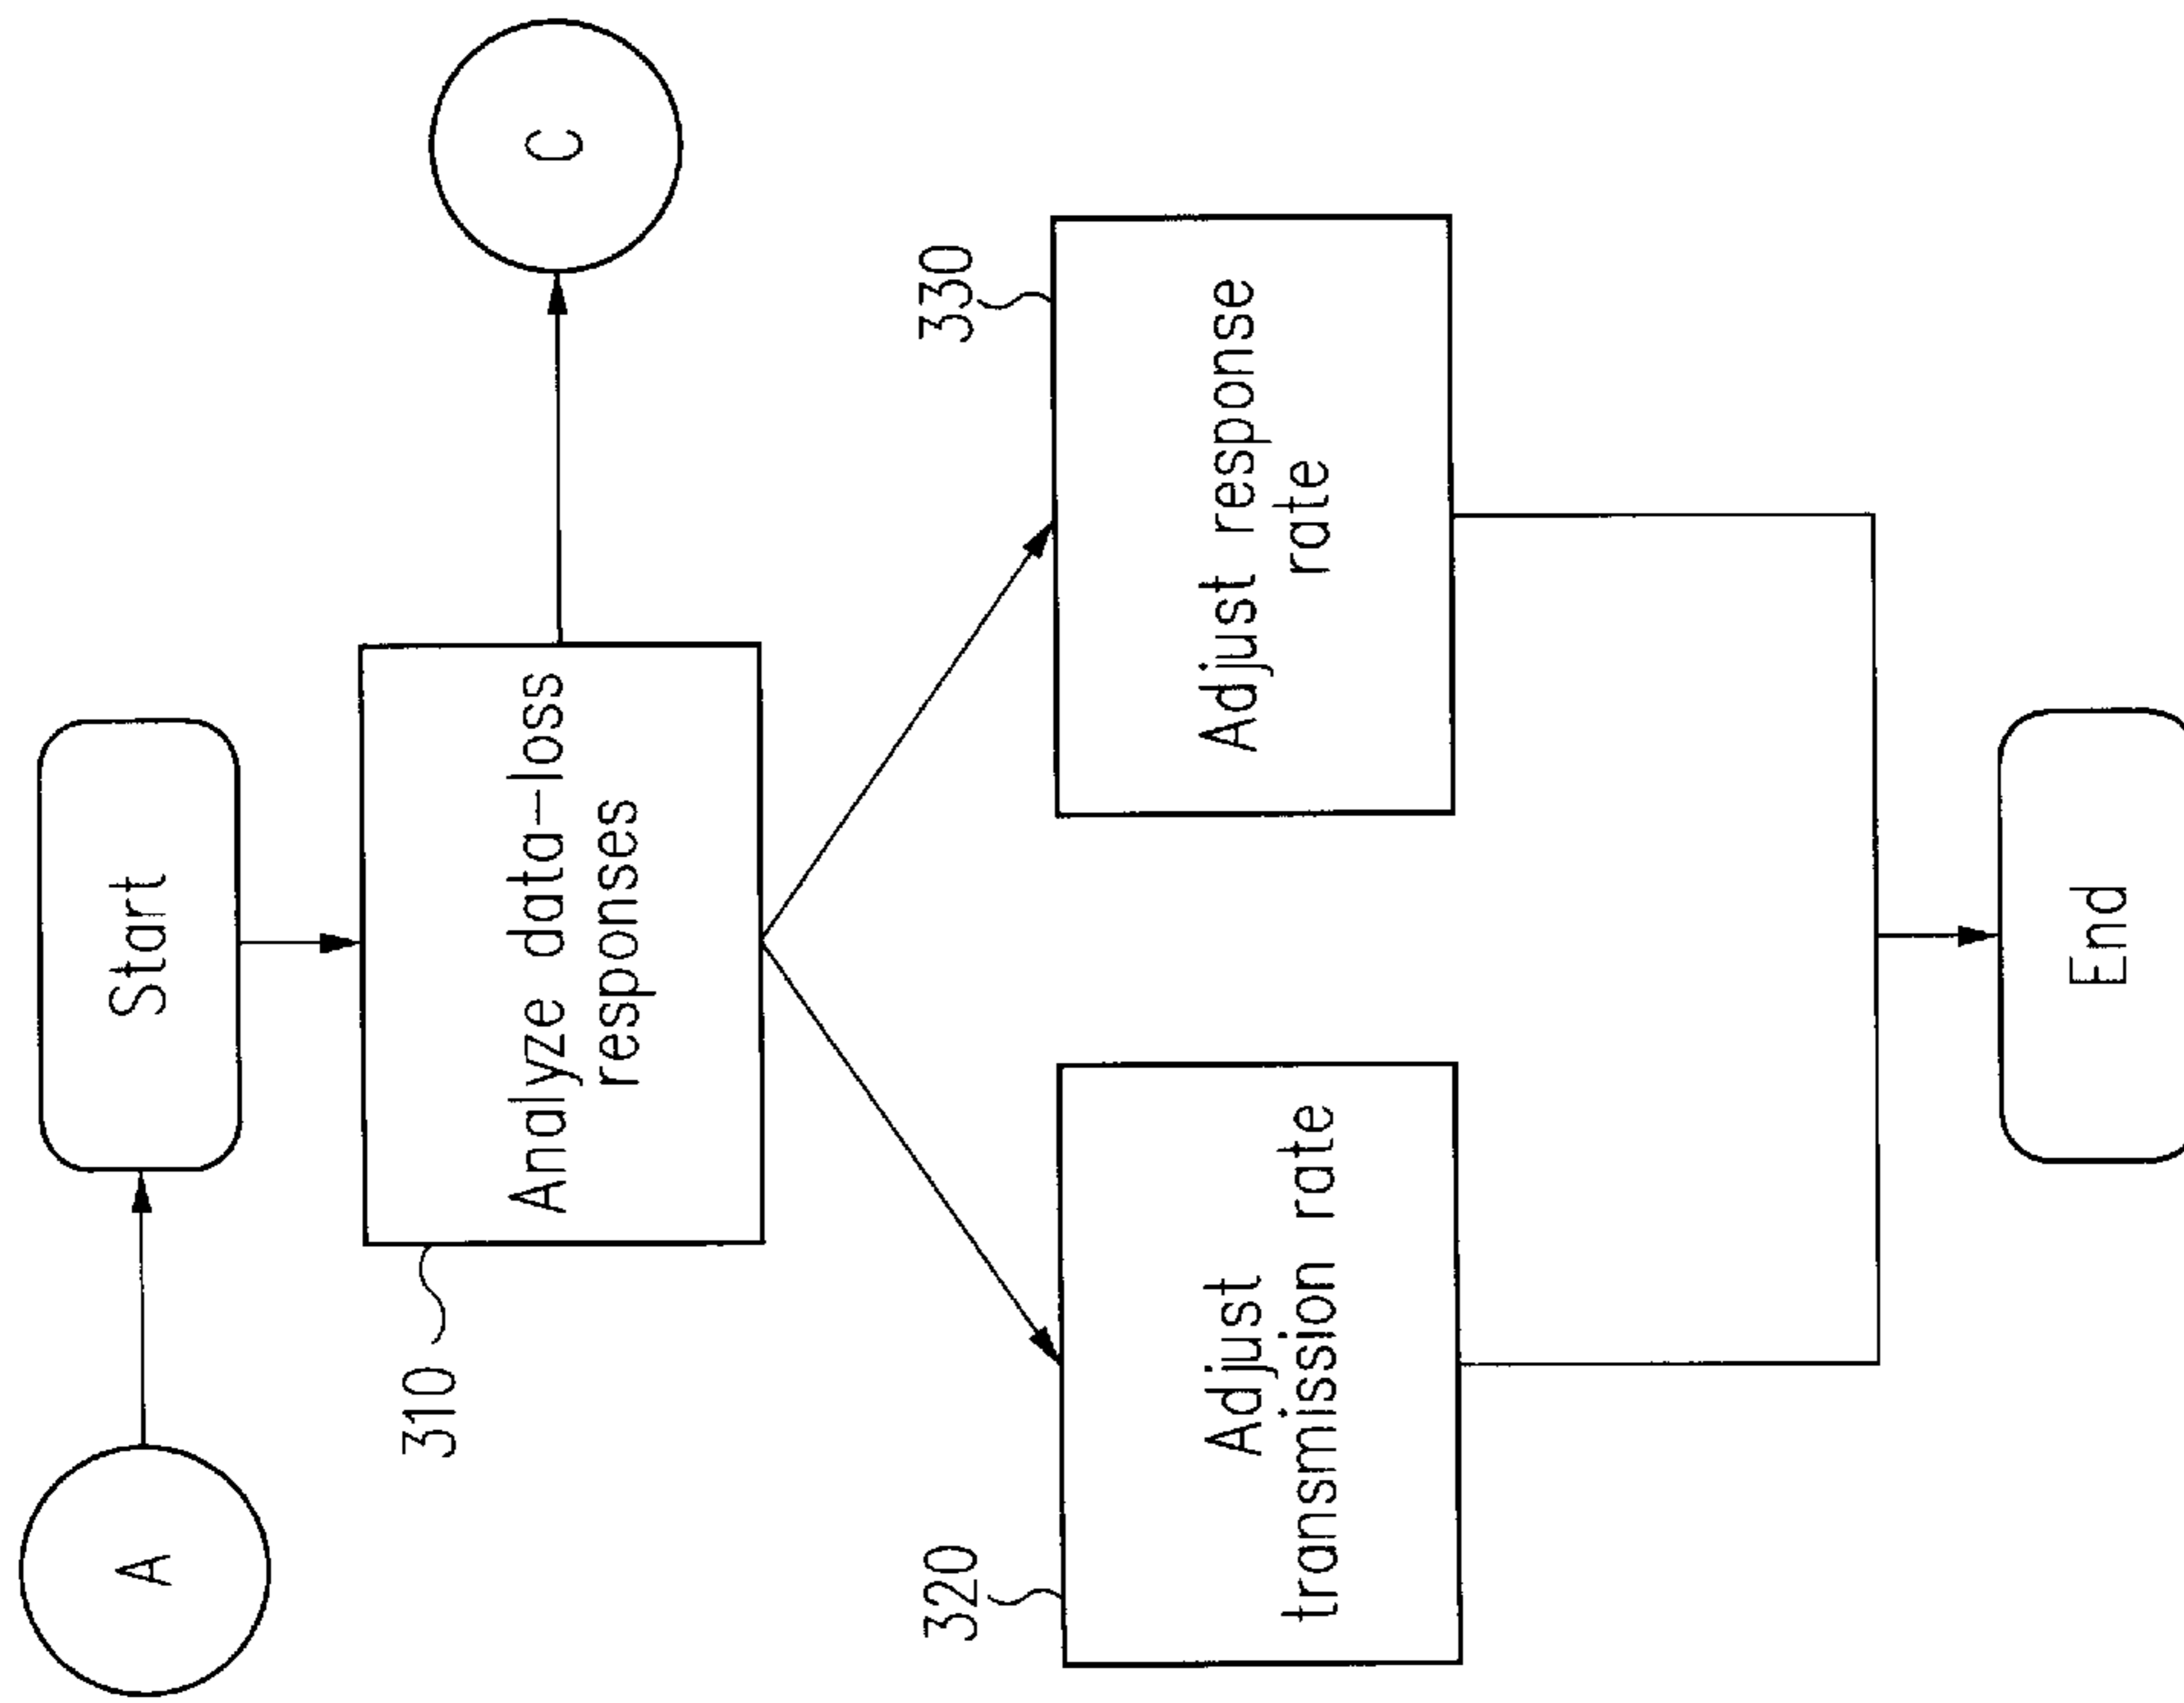 A
Start
310
Analyze data-loss
responses
C
320
Adjust
transmission rate
330
Adjust response
rate
End